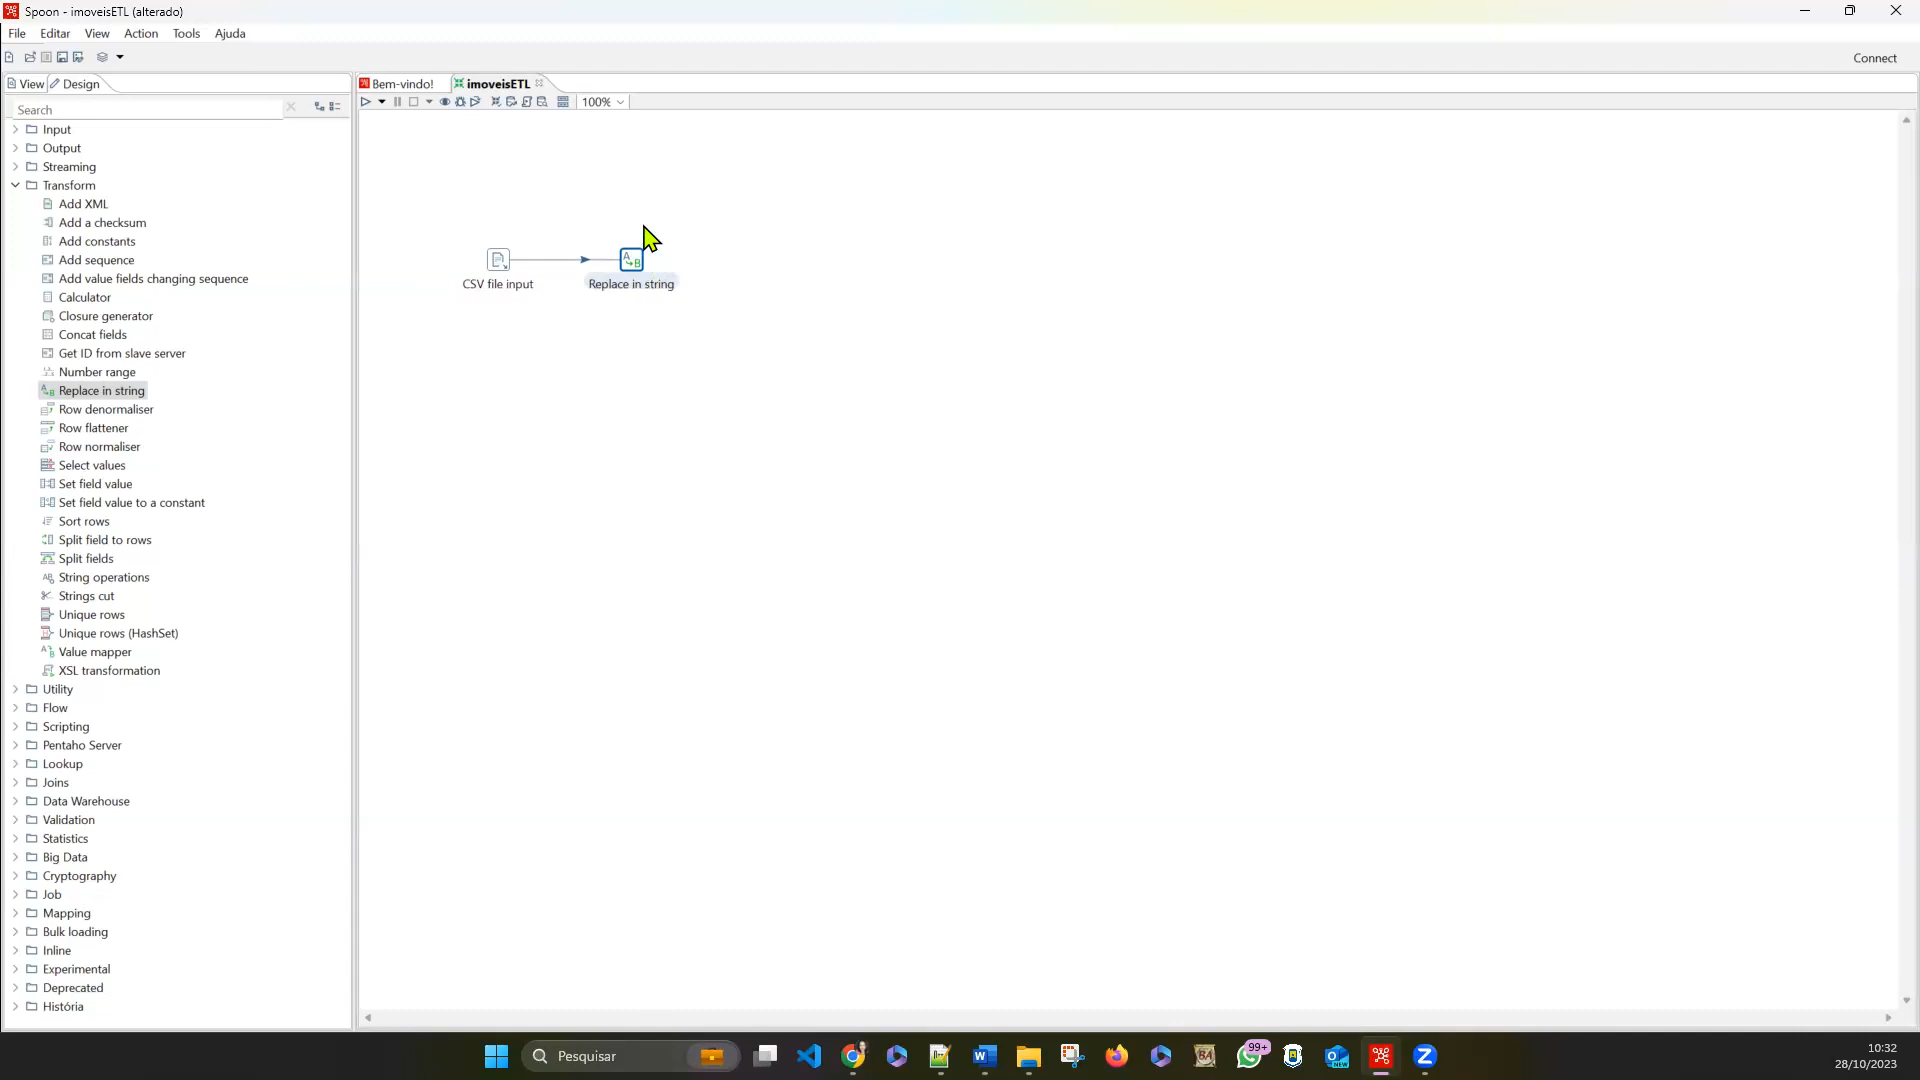 Spoon - imoveisETL (alterado)
File Editar View Action Tools Ajuda
Connect
View Design
Bem-vindo! imoveisETL
Search
100%
Input
Output
Streaming
Transform
Add XML
Add a checksum
Add constants
Add sequence
Add value fields changing sequence
Calculator
Closure generator
Concat fields
Get ID from slave server
Number range
Replace in string
Row denormaliser
Row flattener
Row normaliser
Select values
Set field value
Set field value to a constant
Sort rows
Split field to rows
Split fields
String operations
Strings cut
Unique rows
Unique rows (HashSet)
Value mapper
XSL transformation
Utility
Flow
Scripting
Pentaho Server
Lookup
Joins
Data Warehouse
Validation
Statistics
Big Data
Cryptography
Job
Mapping
Bulk loading
Inline
Experimental
Deprecated
História
CSV file input
Replace in string
Pesquisar
99+
10:32
28/10/2023